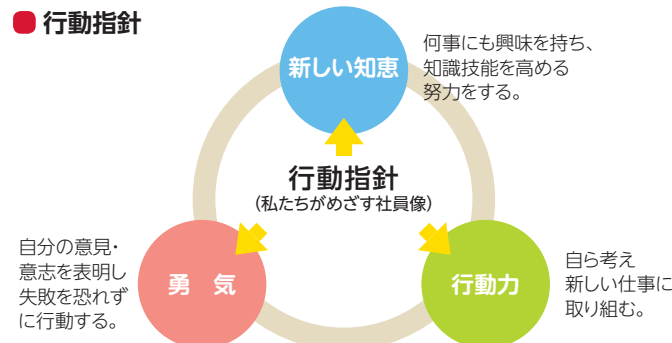 行動指針
新しい知恵
何事にも興味を持ち、
知識技能を高める
努力をする。
行動指針
(私たちがめざす社員像)
自分の意見・
意志を表明し
失敗を恐れず
に行動する。
勇　気
行動力
自ら考え
新しい仕事に
取り組む。